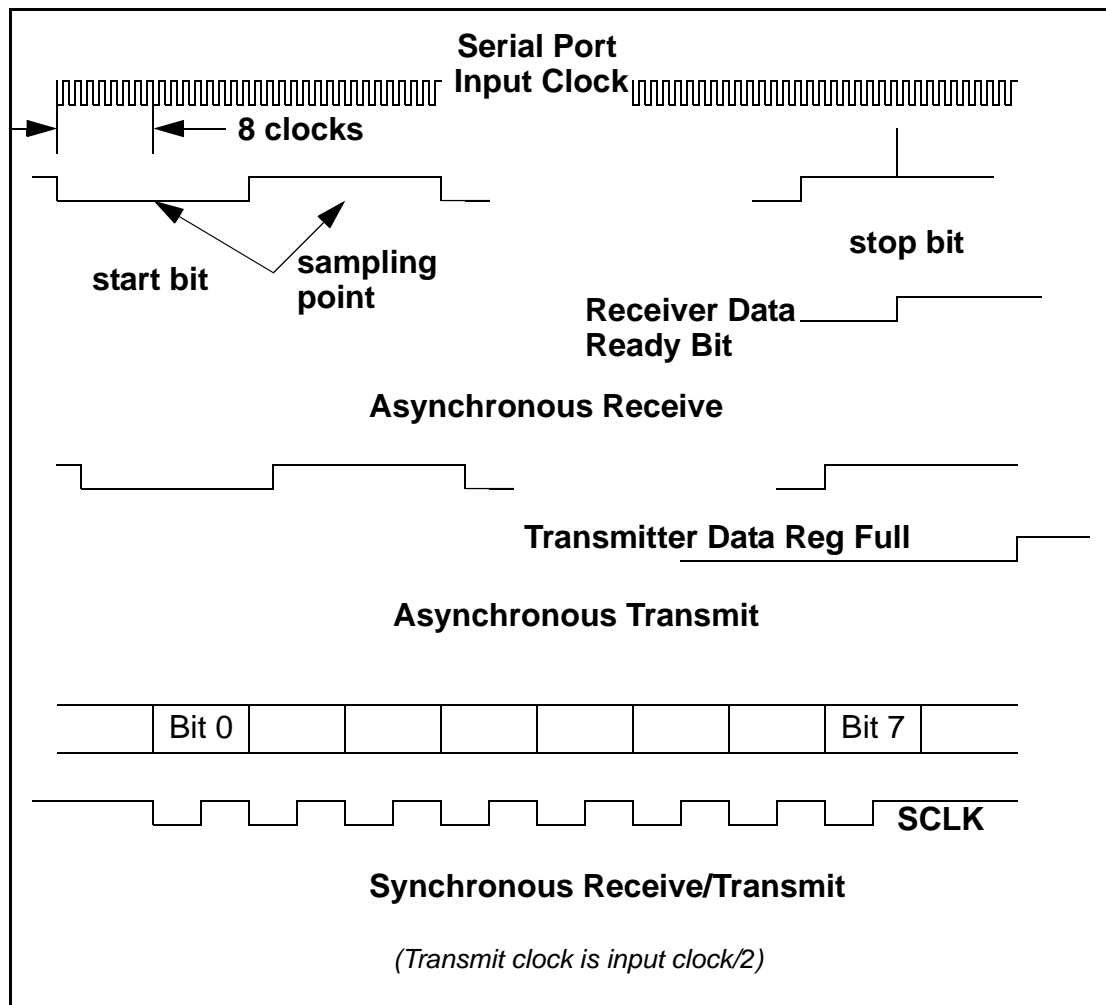 Serial Port
Input Clock
8 clocks
start bit
sampling
point
stop bit
Receiver Data
Ready Bit
Asynchronous Receive
Transmitter Data Reg Full
Asynchronous Transmit
Bit 0
Bit 7
SCLK
Synchronous Receive/Transmit
(Transmit clock is input clock/2)